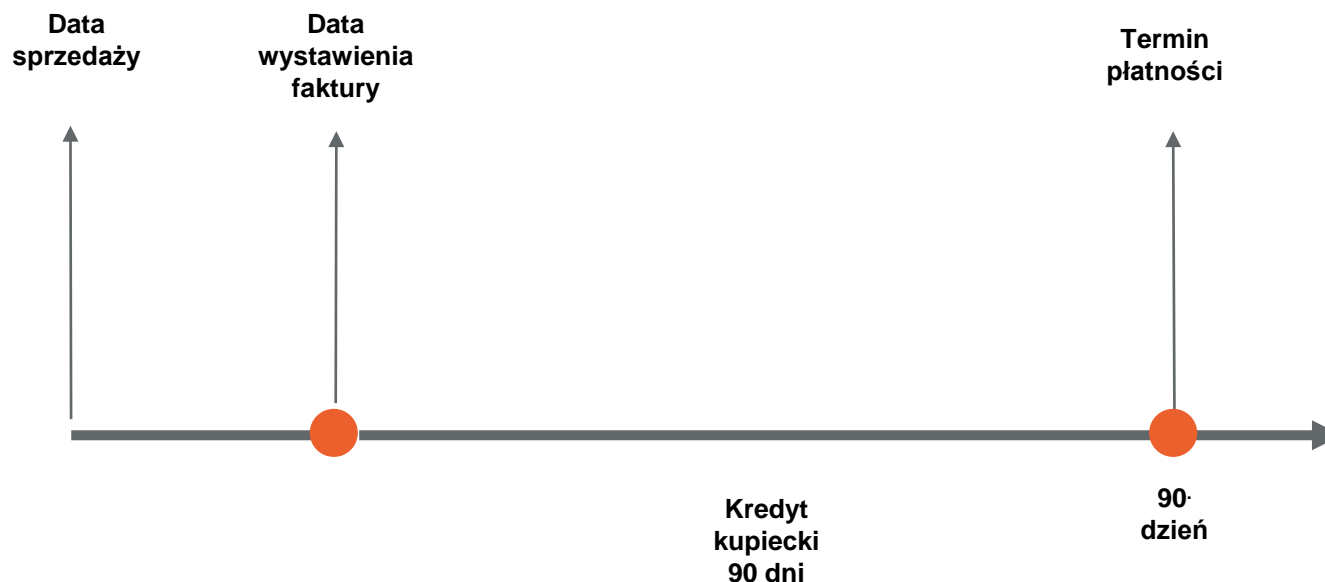 Data
sprzedaży
Data
wystawienia
faktury
Termin
płatności
Kredyt
kupiecki
90 dni
90.
dzień